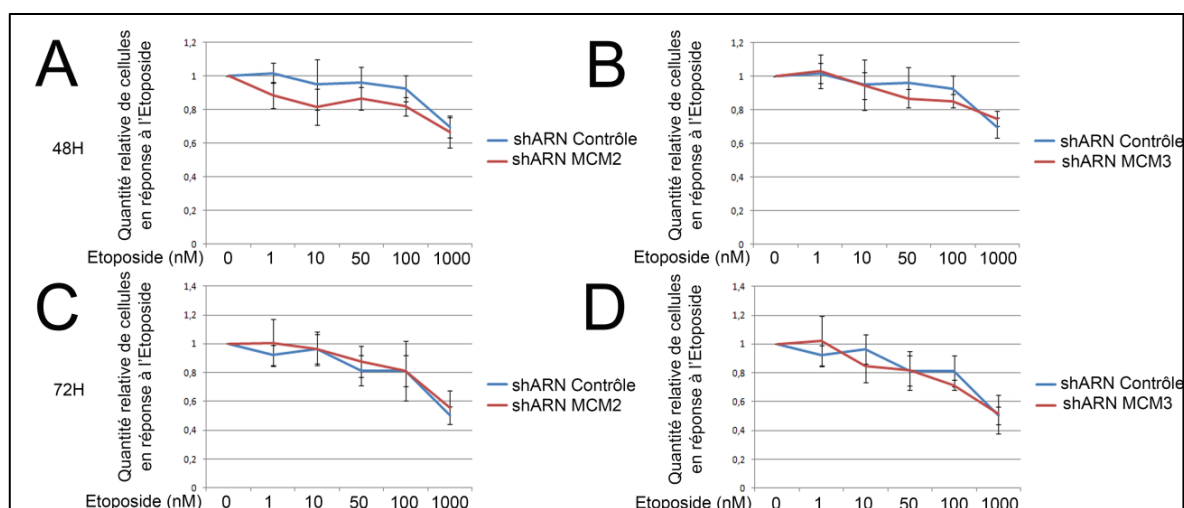 A
Quantité relative de cellules
en réponse à l'Etoposide
1,2
1
0,8
0,6
0,4
0,2
0
48H
shARN Contrôle
shARN MCM2
Etoposide (nM) 0 1 10 50 100 1000
B
Quantité relative de cellules
en réponse à l'Etoposide
1,2
1
0,8
0,6
0,4
0,2
0
shARN Contrôle
shARN MCM3
Etoposide (nM) 0 1 10 50 100 1000
C
Quantité relative de cellules
en réponse à l'Etoposide
1,4
1,2
1
0,8
0,6
0,4
0,2
0
72H
shARN Contrôle
shARN MCM2
Etoposide (nM) 0 1 10 50 100 1000
D
Quantité relative de cellules
en réponse à l'Etoposide
1,4
1,2
1
0,8
0,6
0,4
0,2
0
shARN Contrôle
shARN MCM3
Etoposide (nM) 0 1 10 50 100 1000